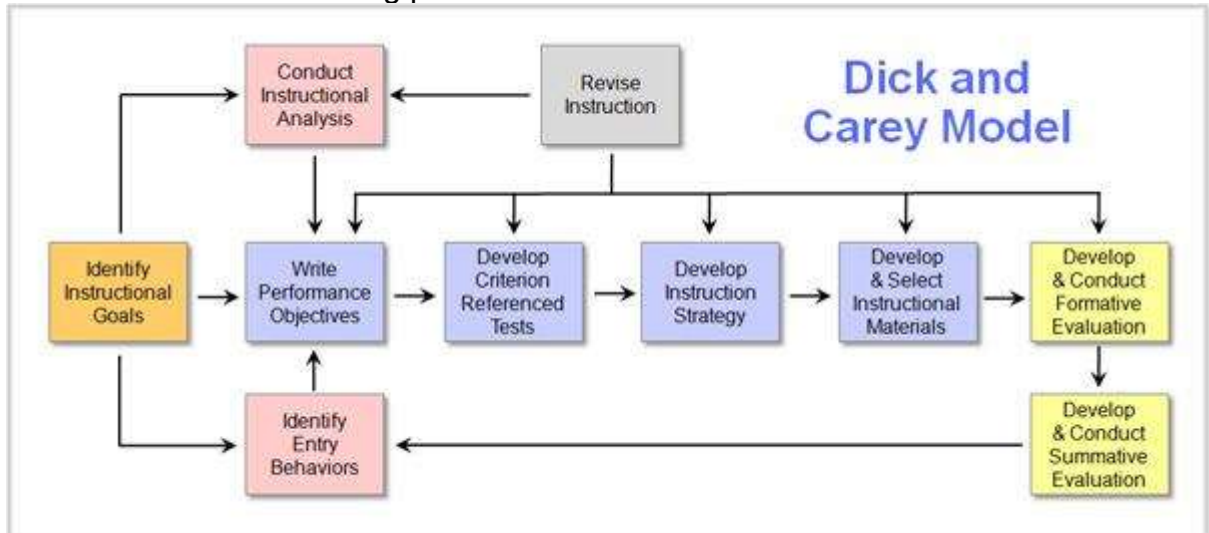 Conduct
Instructional
Analysis
Revise
Instruction
Dick and
Carey Model
Identify
Instructional
Goals
Write
Performance
Objectives
Develop
Criterion
Referenced
Tests
Develop
Instruction
Strategy
Develop
& Select
Instructional
Materials
Develop
& Conduct
Formative
Evaluation
Identify
Entry
Behaviors
Develop
& Conduct
Summative
Evaluation